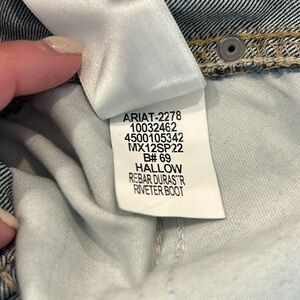 ARIAT-2278
10032462
4500105342
MX12SP22
B# 69
HALLOW
REBAR DURASTR
RIVETER BOOT